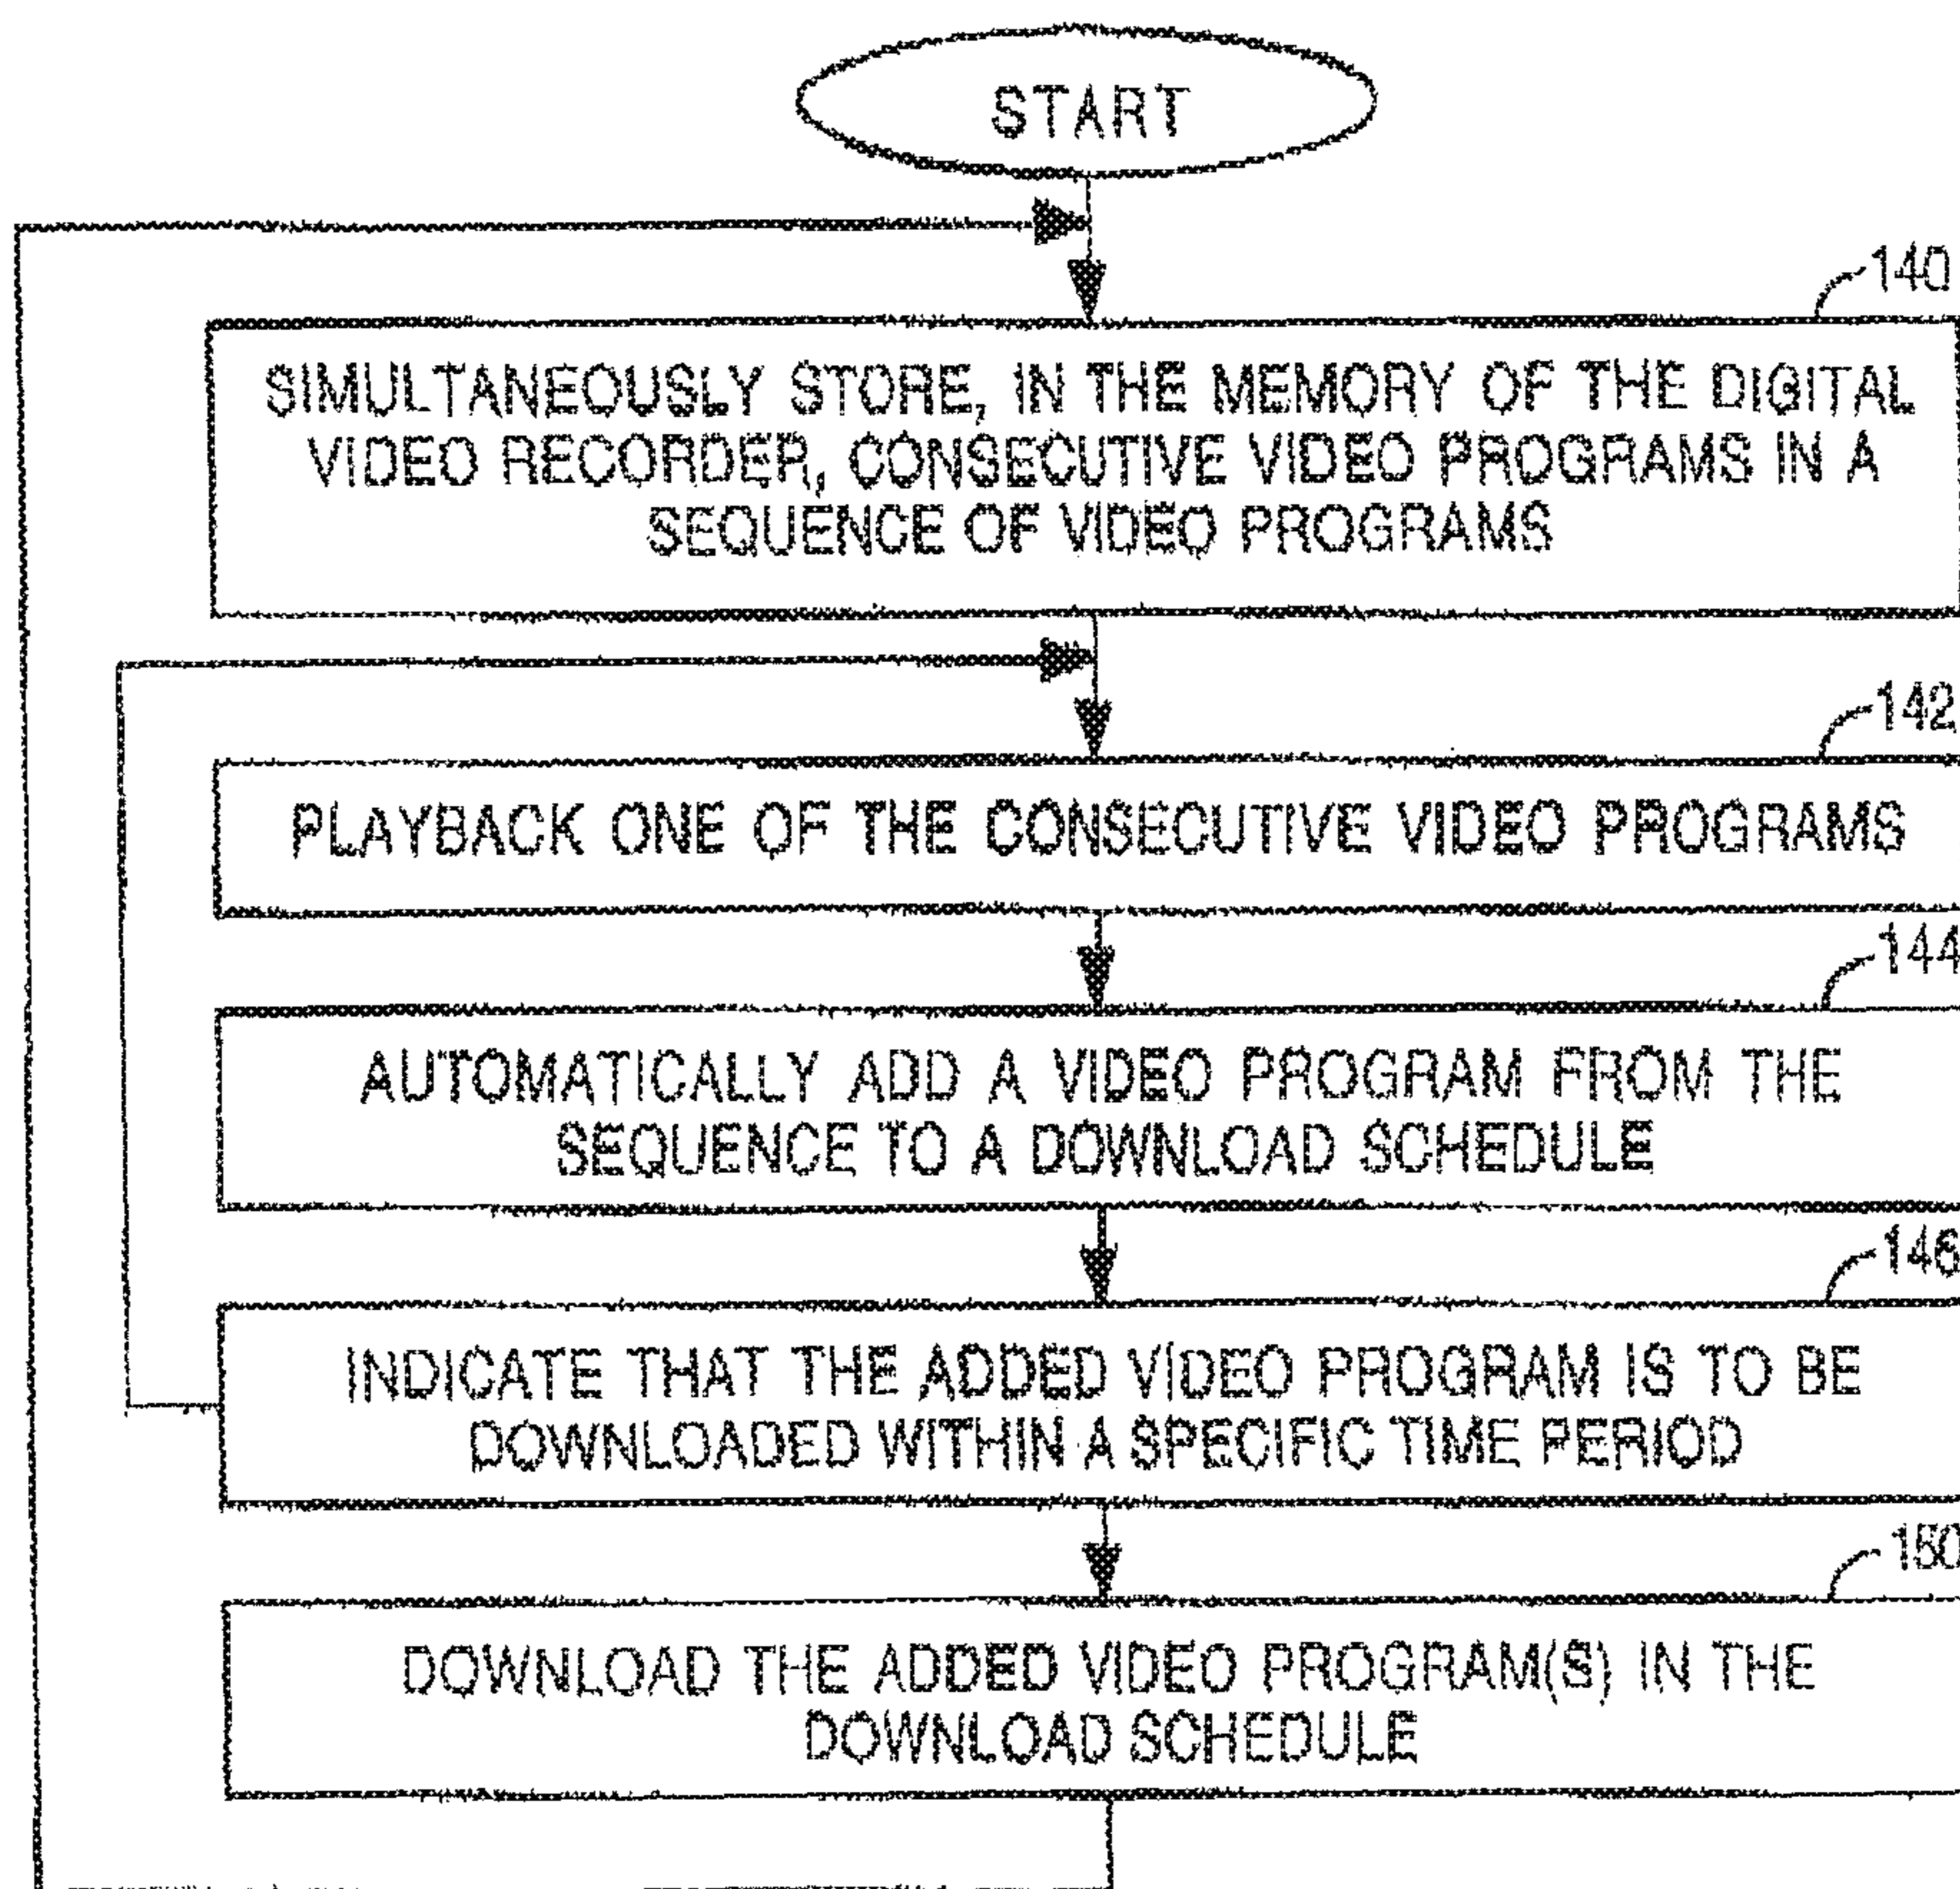 START
140
SIMULTANEOUSLY STORE, IN THE MEMORY OF THE DIGITAL
VIDEO RECORDER, CONSECUTIVE VIDEO PROGRAMS IN A
SEQUENCE OF VIDEO PROGRAMS
142
PLAYBACK ONE OF THE CONSECUTIVE VIDEO PROGRAMS
144
AUTOMATICALLY ADD A VIDEO PROGRAM FROM THE
SEQUENCE TO A DOWNLOAD SCHEDULE
146
INDICATE THAT THE ADDED VIDEO PROGRAM IS TO BE
DOWNLOADED WITHIN A SPECIFIC TIME PERIOD
150
DOWNLOAD THE ADDED VIDEO PROGRAM(S) IN THE
DOWNLOAD SCHEDULE